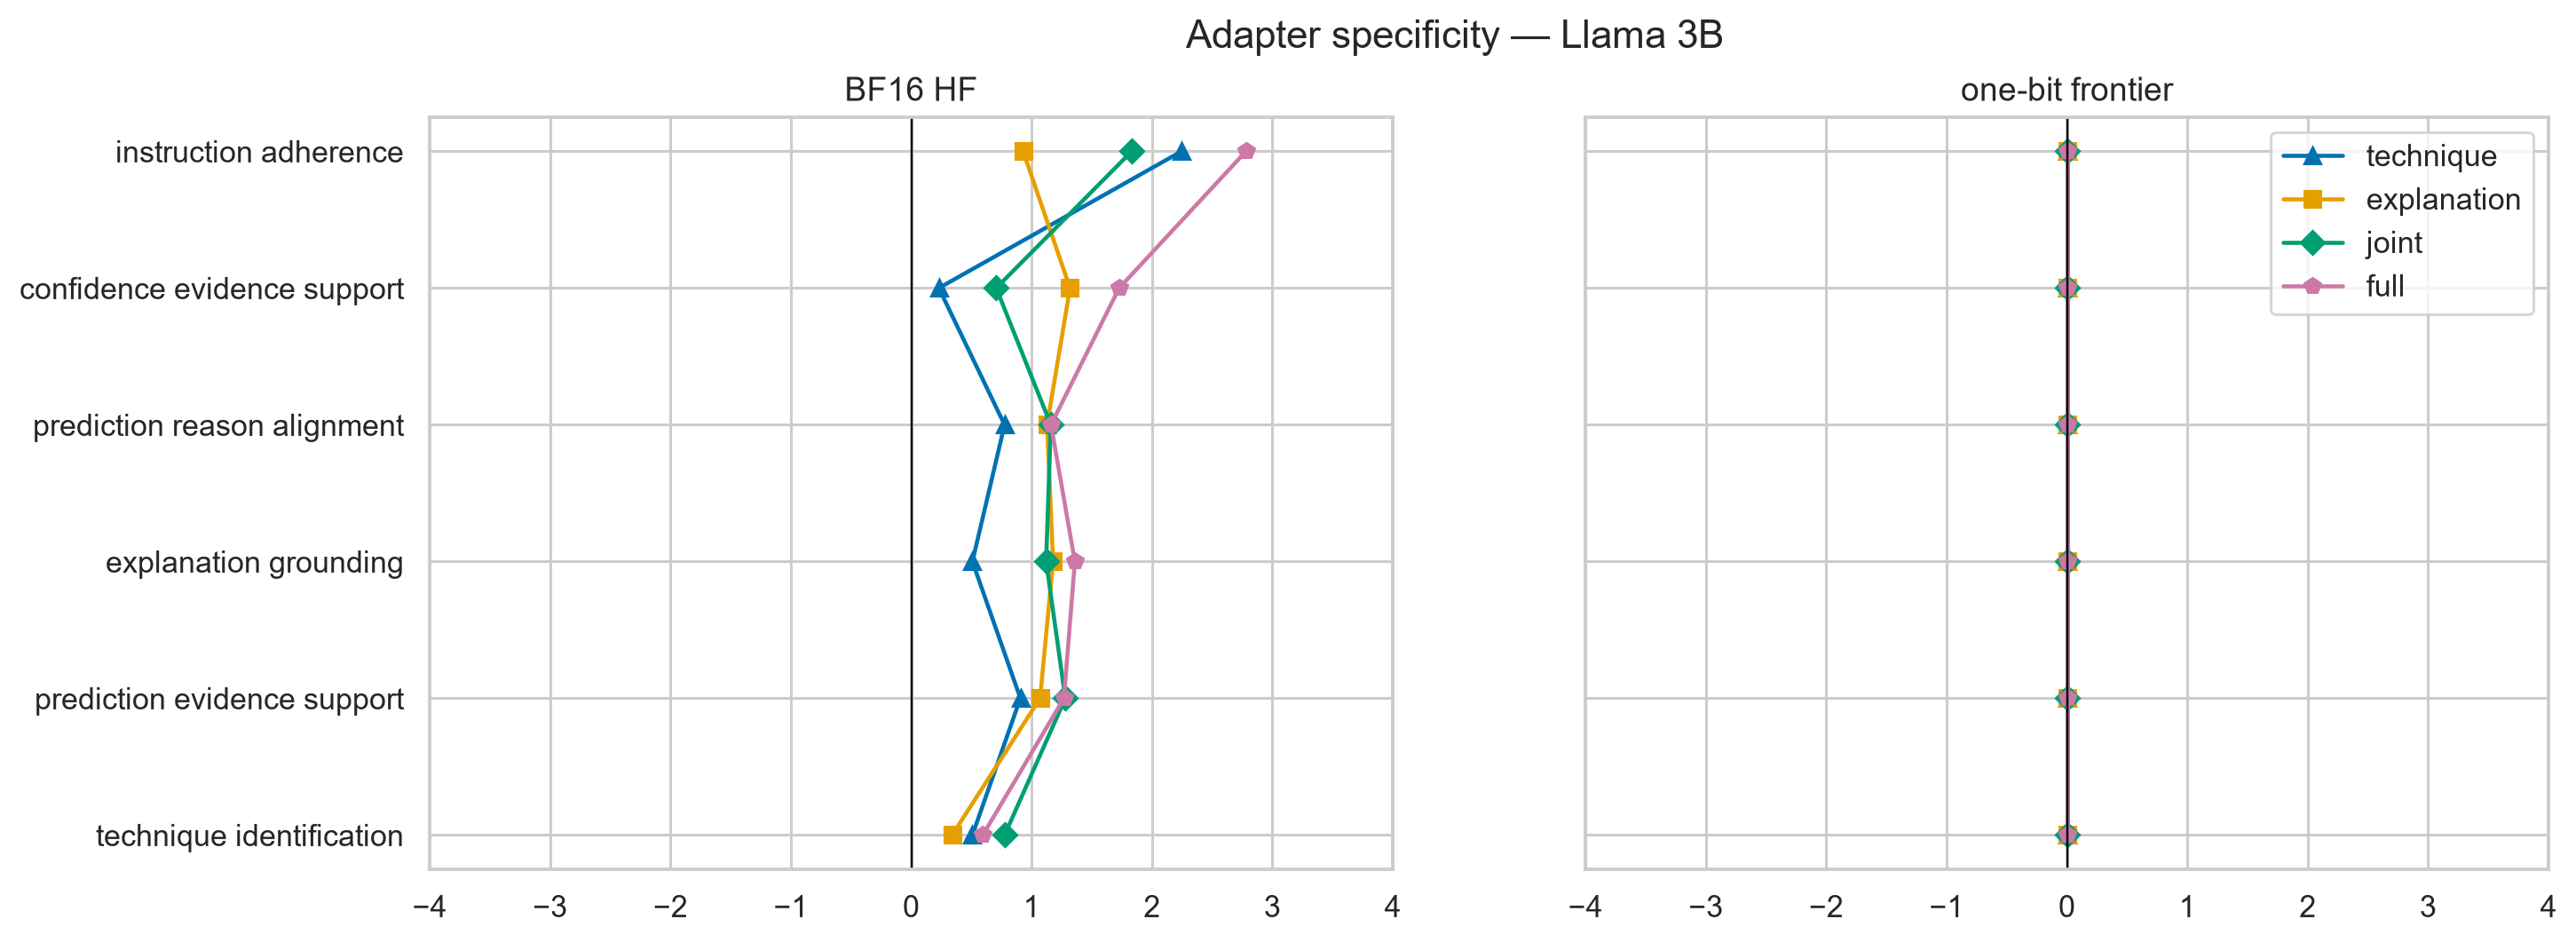 Adapter specificity — Llama 3B
BF16 HF
instruction adherence
confidence evidence support
prediction reason alignment
explanation grounding
prediction evidence support
technique identification
−4 −3 −2 −1 0 1 2 3 4
one-bit frontier
technique
explanation
joint
full
−4 −3 −2 −1 0 1 2 3 4